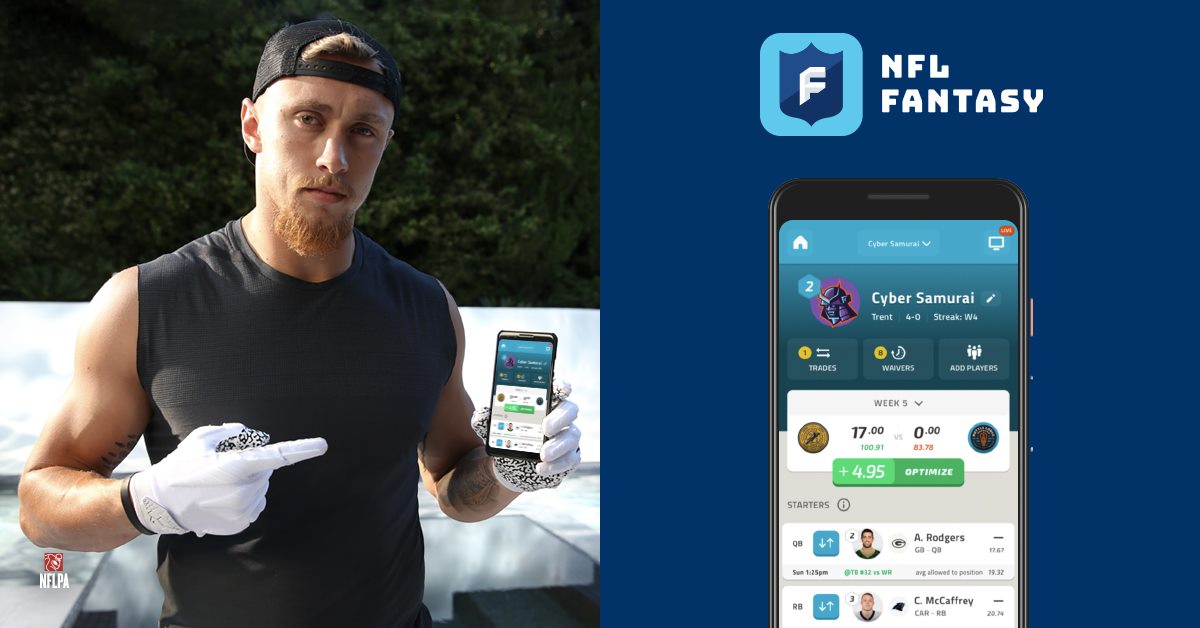 NFLPA
Cyber Samurai
NFL
FANTASY
LIVE
Cyber Samurai
2
Cyber Samurai
Trent 4-0 Streak: W4
1
TRADES
8
WAIVERS
ADD PLAYERS
WEEK 5
17.00 VS 0.00
100.91 83.78
+4.95 OPTIMIZE
STARTERS
QB 2 A. Rodgers —
GB - QB 17.67
Sun 1:25pm @TB #32 vs WR avg allowed to position 19.32
RB 3 C. McCaffrey —
CAR - RB 20.74